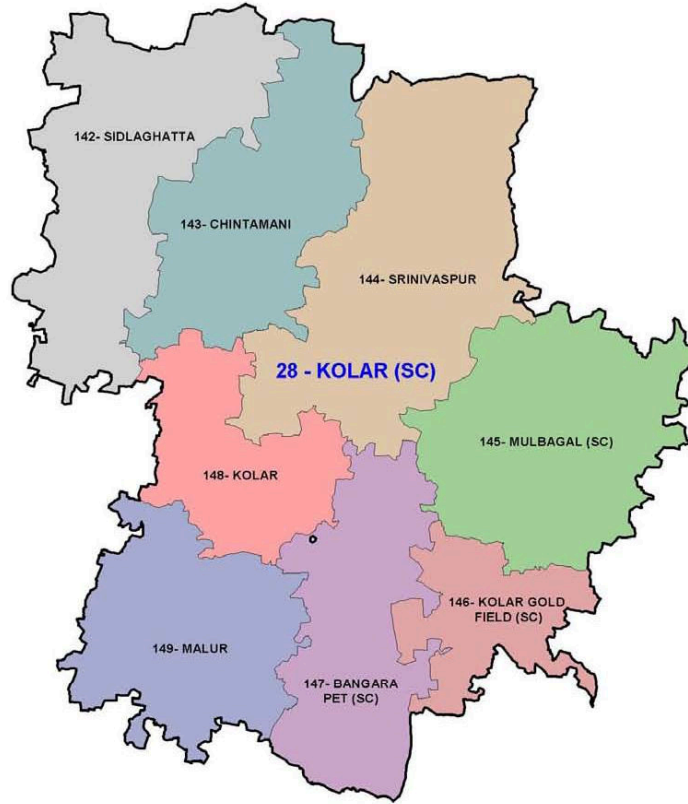 142- SIDLAGHATTA
143- CHINTAMANI
144- SRINIVASPUR
28 - KOLAR (SC)
145- MULBAGAL (SC)
148- KOLAR
146- KOLAR GOLD
FIELD (SC)
149- MALUR
147- BANGARA
PET (SC)